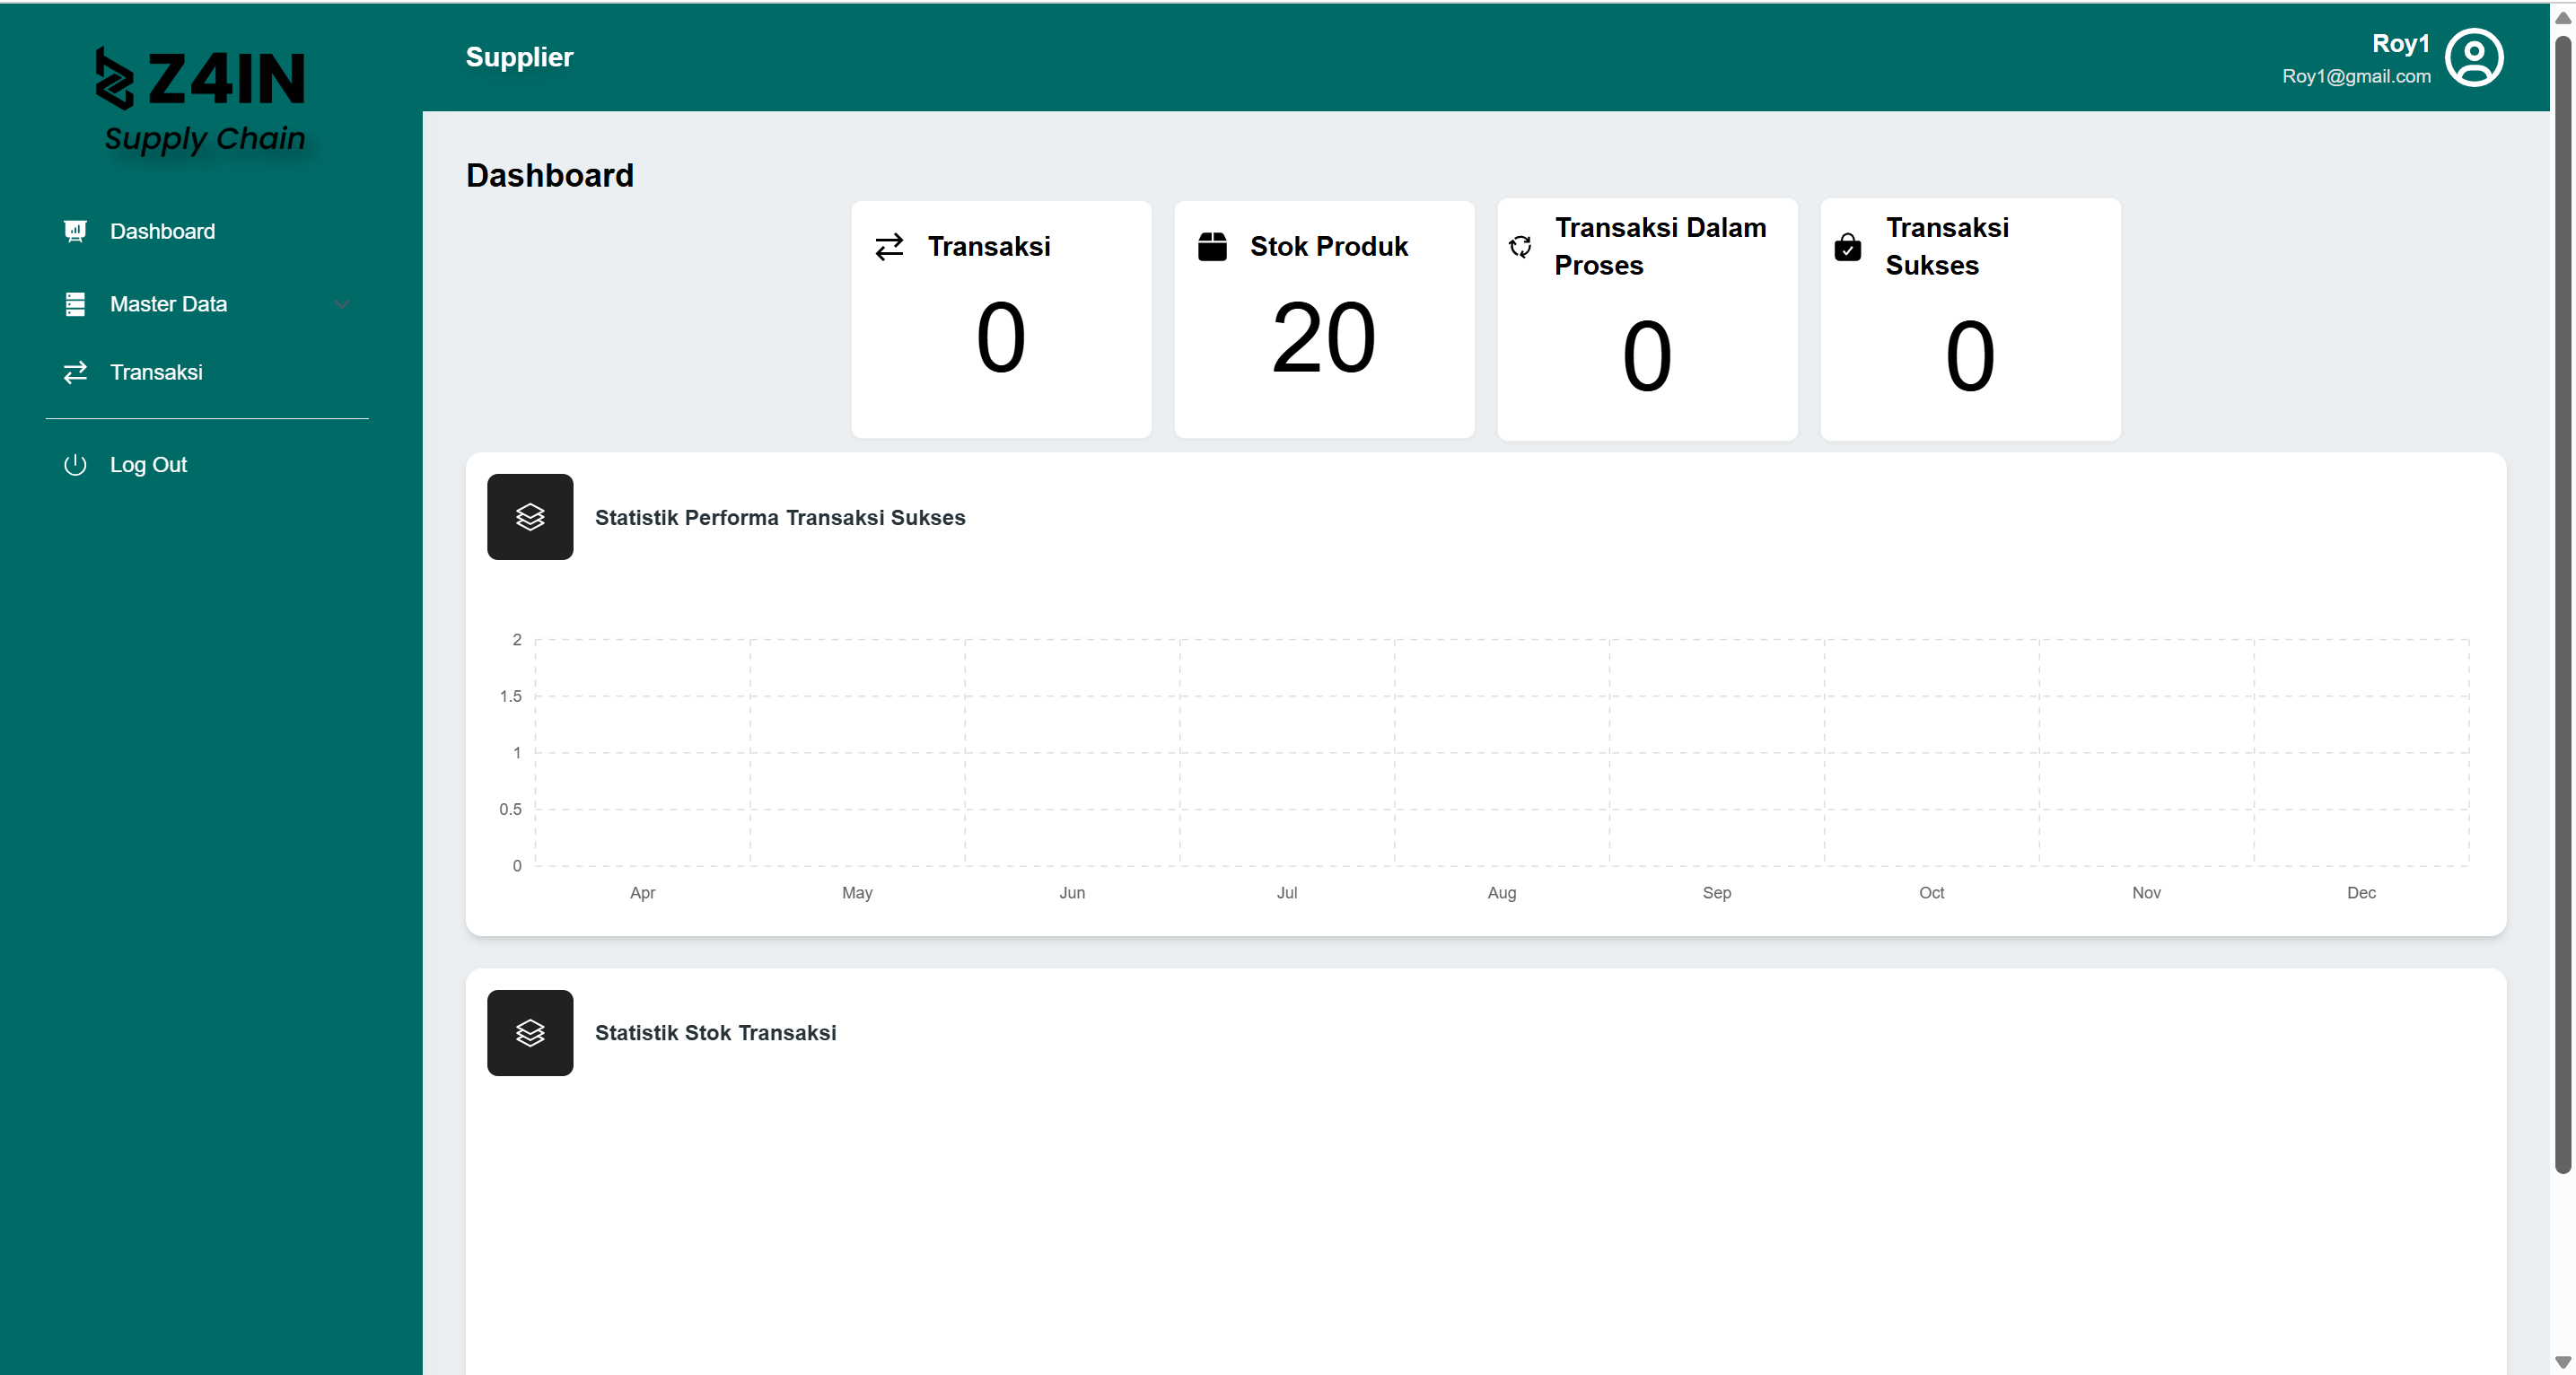 Z4IN
Supply Chain
Dashboard
Master Data
Transaksi
Log Out
Supplier
Roy1
Roy1@gmail.com
Dashboard
Transaksi
0
Stok Produk
20
Transaksi Dalam
Proses
0
Transaksi
Sukses
0
Statistik Performa Transaksi Sukses
2
1.5
1
0.5
0
Apr May Jun Jul Aug Sep Oct Nov Dec
Statistik Stok Transaksi